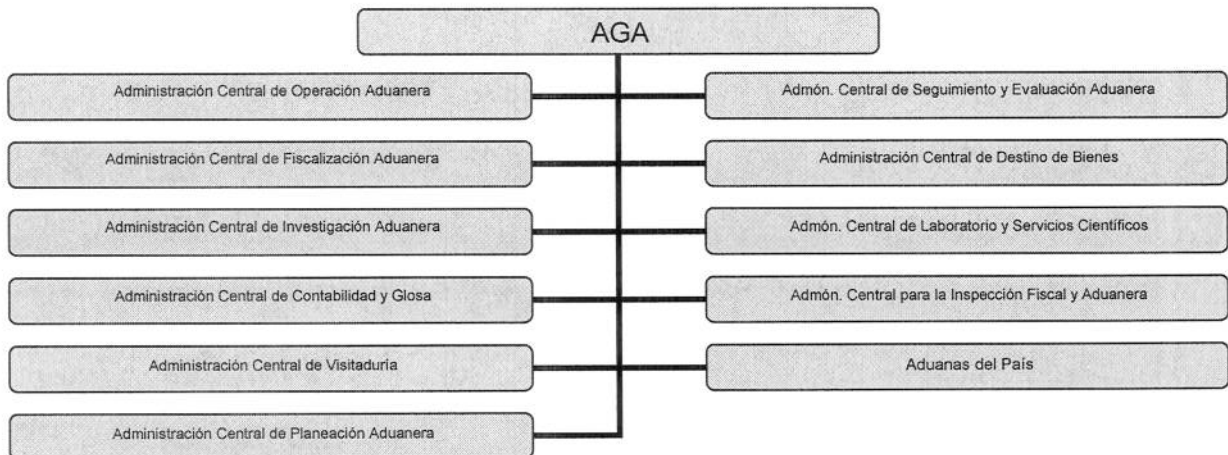 AGA
Administración Central de Operación Aduanera
Admón. Central de Seguimiento y Evaluación Aduanera
Administración Central de Fiscalización Aduanera
Administración Central de Destino de Bienes
Administración Central de Investigación Aduanera
Admón. Central de Laboratorio y Servicios Científicos
Administración Central de Contabilidad y Glosa
Admón. Central para la Inspección Fiscal y Aduanera
Administración Central de Visitaduría
Aduanas del País
Administración Central de Planeación Aduanera